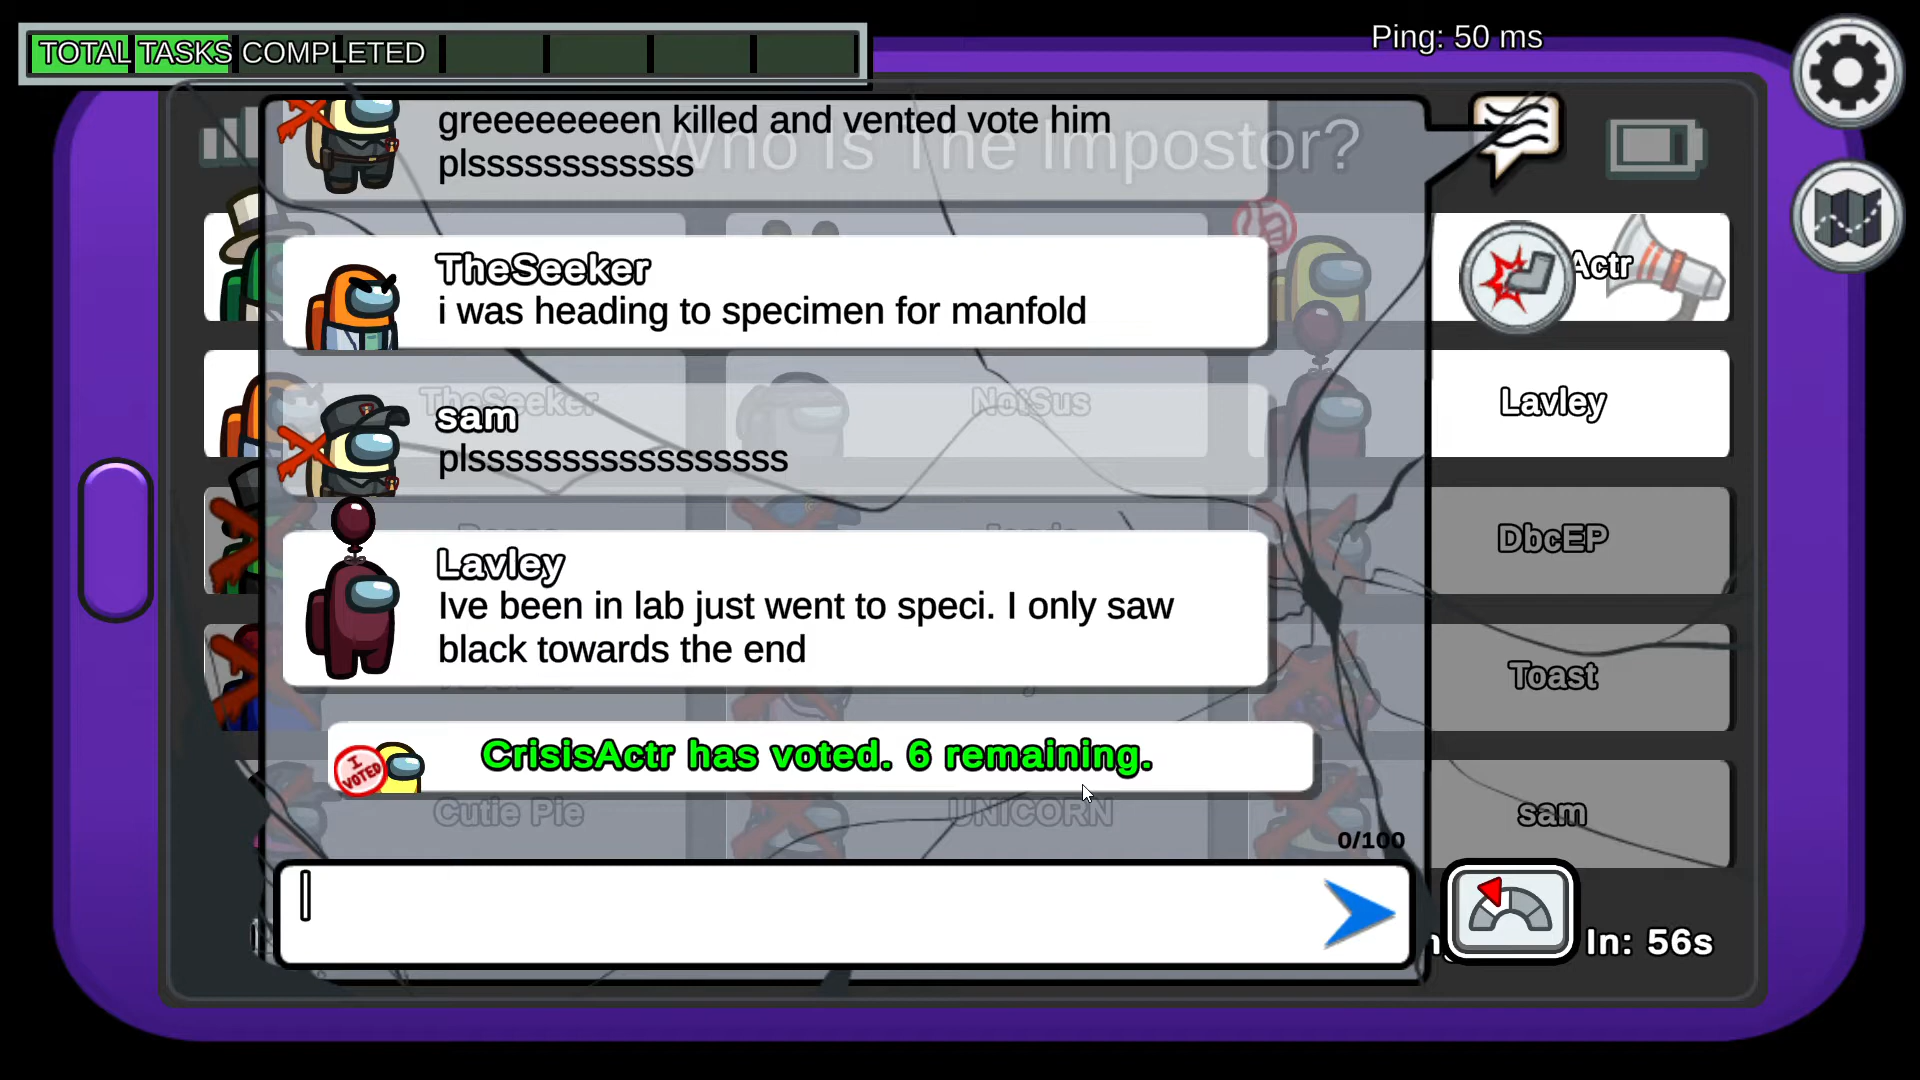 TOTAL TASKS COMPLETED
Ping: 50 ms
Who Is The Impostor?
greeeeeeeen killed and vented vote him
plssssssssssss
TheSeeker
i was heading to specimen for manfold
Actr
TheSeeker
NotSus
Lavley
sam
plsssssssssssssssss
DbcEP
Lavley
Ive been in lab just went to speci. I only saw
black towards the end
Toast
I VOTED
CrisisActr has voted. 6 remaining.
Cutie Pie
UNICORN
sam
0/100
In: 56s